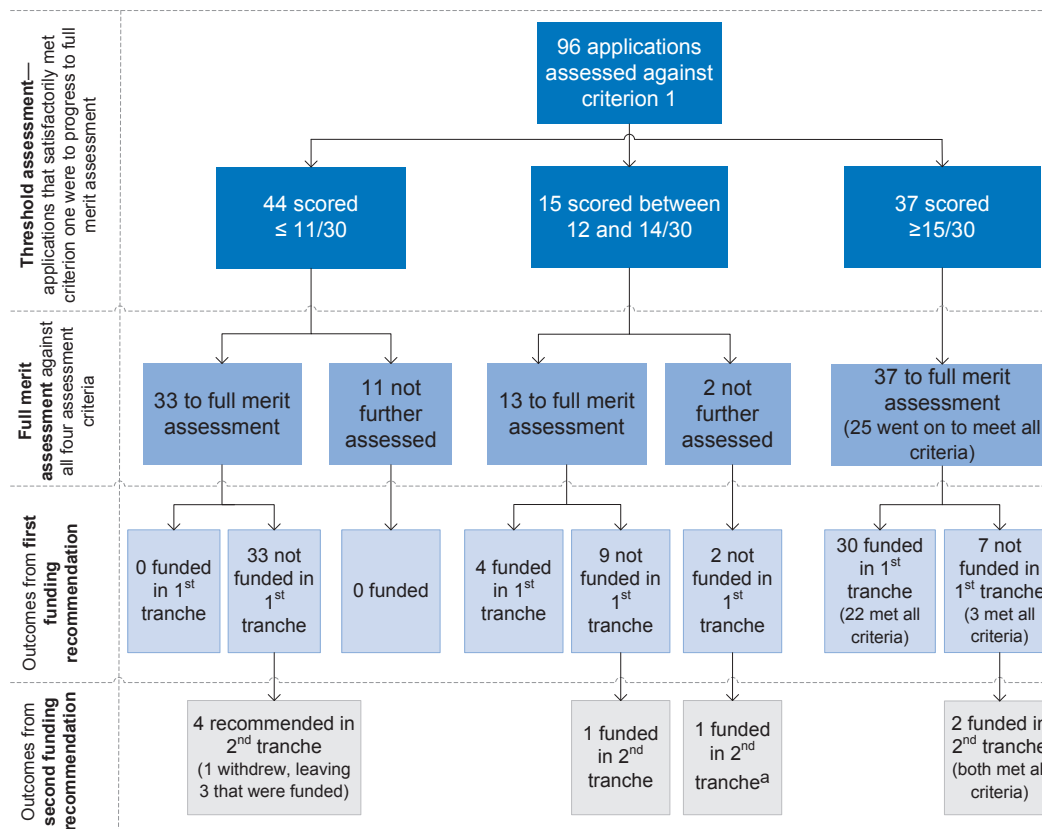 Threshold assessment—
applications that satisfactorily met
criterion one were to progress to full
merit assessment
96 applications
assessed against
criterion 1
44 scored
≤ 11/30
15 scored between
12 and 14/30
37 scored
≥15/30
Full merit
assessment against
all four assessment
criteria
33 to full merit
assessment
11 not
further
assessed
13 to full merit
assessment
2 not
further
assessed
37 to full merit
assessment
(25 went on to meet all
criteria)
Outcomes from first
funding
recommendation
0 funded
in 1st
tranche
33 not
funded in
1st
tranche
0 funded
4 funded
in 1st
tranche
9 not
funded in
1st
tranche
2 not
funded in
1st
tranche
30 funded
in 1st
tranche
(22 met all
criteria)
7 not
funded in
1st tranche
(3 met all
criteria)
Outcomes from
second funding
recommendation
4 recommended in
2nd tranche
(1 withdrew, leaving
3 that were funded)
1 funded
in 2nd
tranche
1 funded
in 2nd
tranchea
2 funded in
2nd tranche
(both met all
criteria)